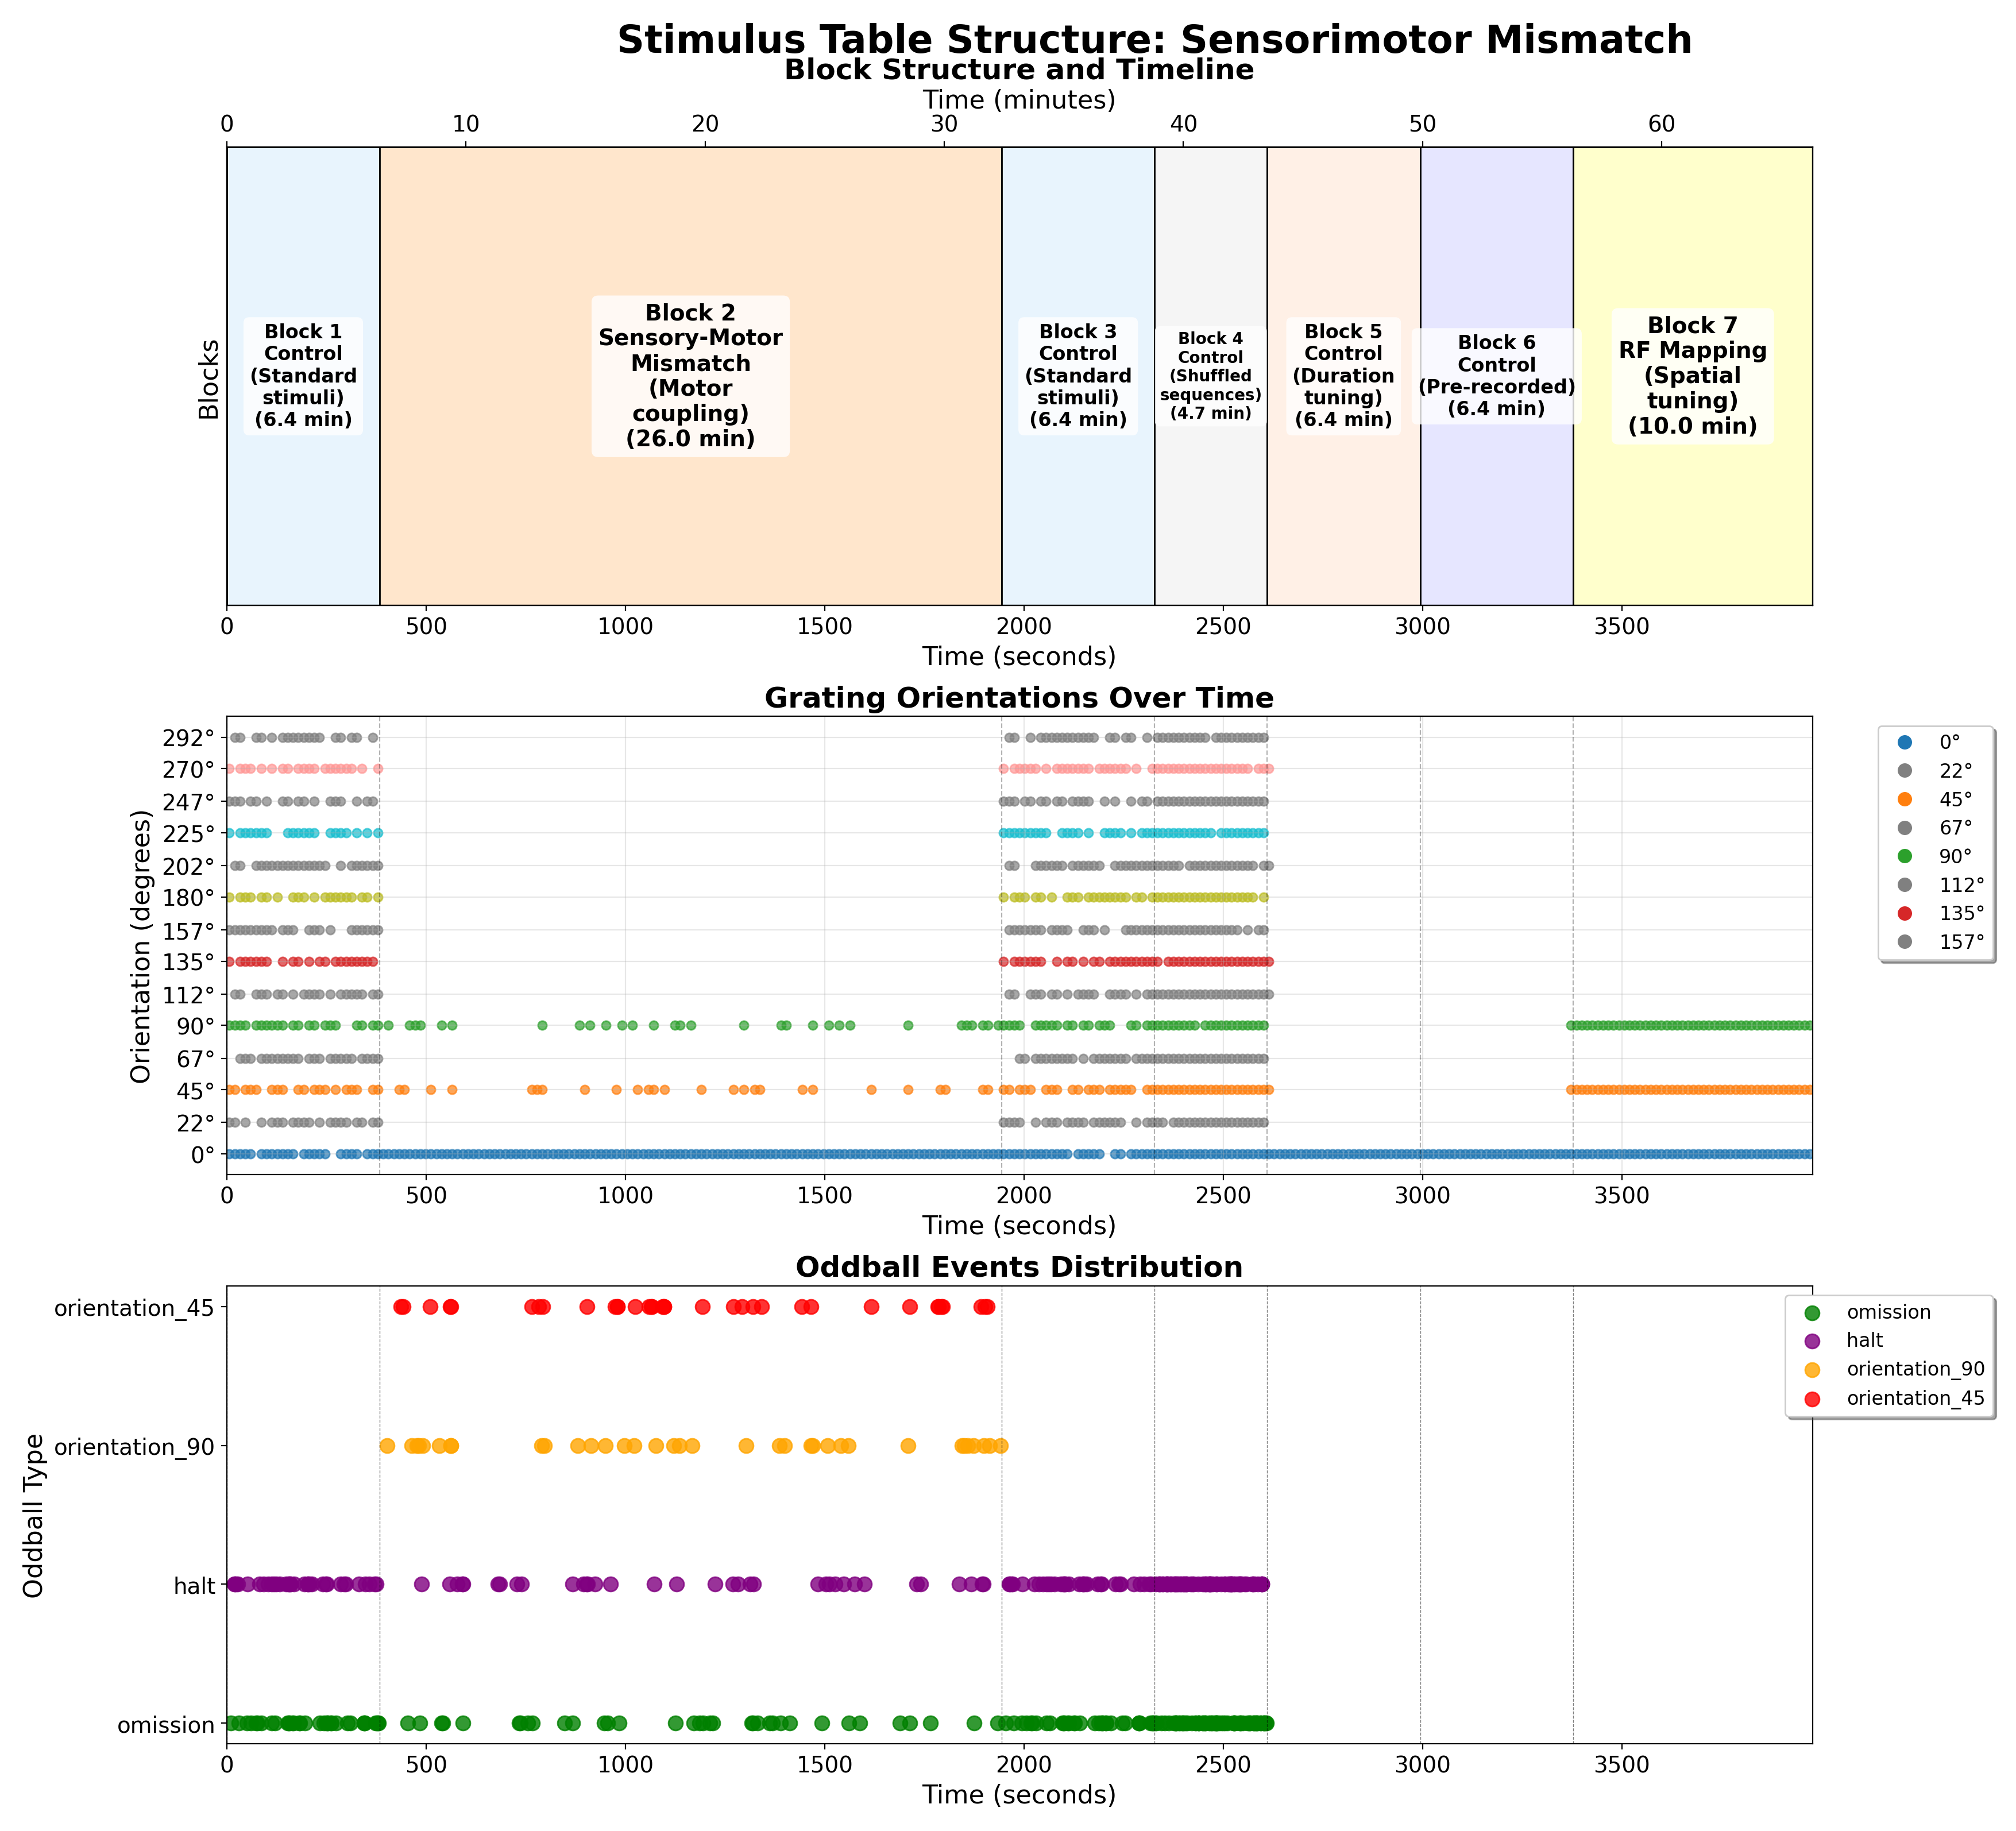 Stimulus Table Structure: Sensorimotor Mismatch
Block Structure and Timeline
Time (minutes)
0 10 20 30 40 50 60
Blocks
Block 1
Control
(Standard
stimuli)
(6.4 min)
Block 2
Sensory-Motor
Mismatch
(Motor
coupling)
(26.0 min)
Block 3
Control
(Standard
stimuli)
(6.4 min)
Block 4
Control
(Shuffled
sequences)
(4.7 min)
Block 5
Control
(Duration
tuning)
(6.4 min)
Block 6
Control
(Pre-recorded)
(6.4 min)
Block 7
RF Mapping
(Spatial
tuning)
(10.0 min)
0 500 1000 1500 2000 2500 3000 3500
Time (seconds)
Grating Orientations Over Time
Orientation (degrees)
292°
270°
247°
225°
202°
180°
157°
135°
112°
90°
67°
45°
22°
0°
0 500 1000 1500 2000 2500 3000 3500
Time (seconds)
0°
22°
45°
67°
90°
112°
135°
157°
Oddball Events Distribution
Oddball Type
orientation_45
orientation_90
halt
omission
0 500 1000 1500 2000 2500 3000 3500
Time (seconds)
omission
halt
orientation_90
orientation_45